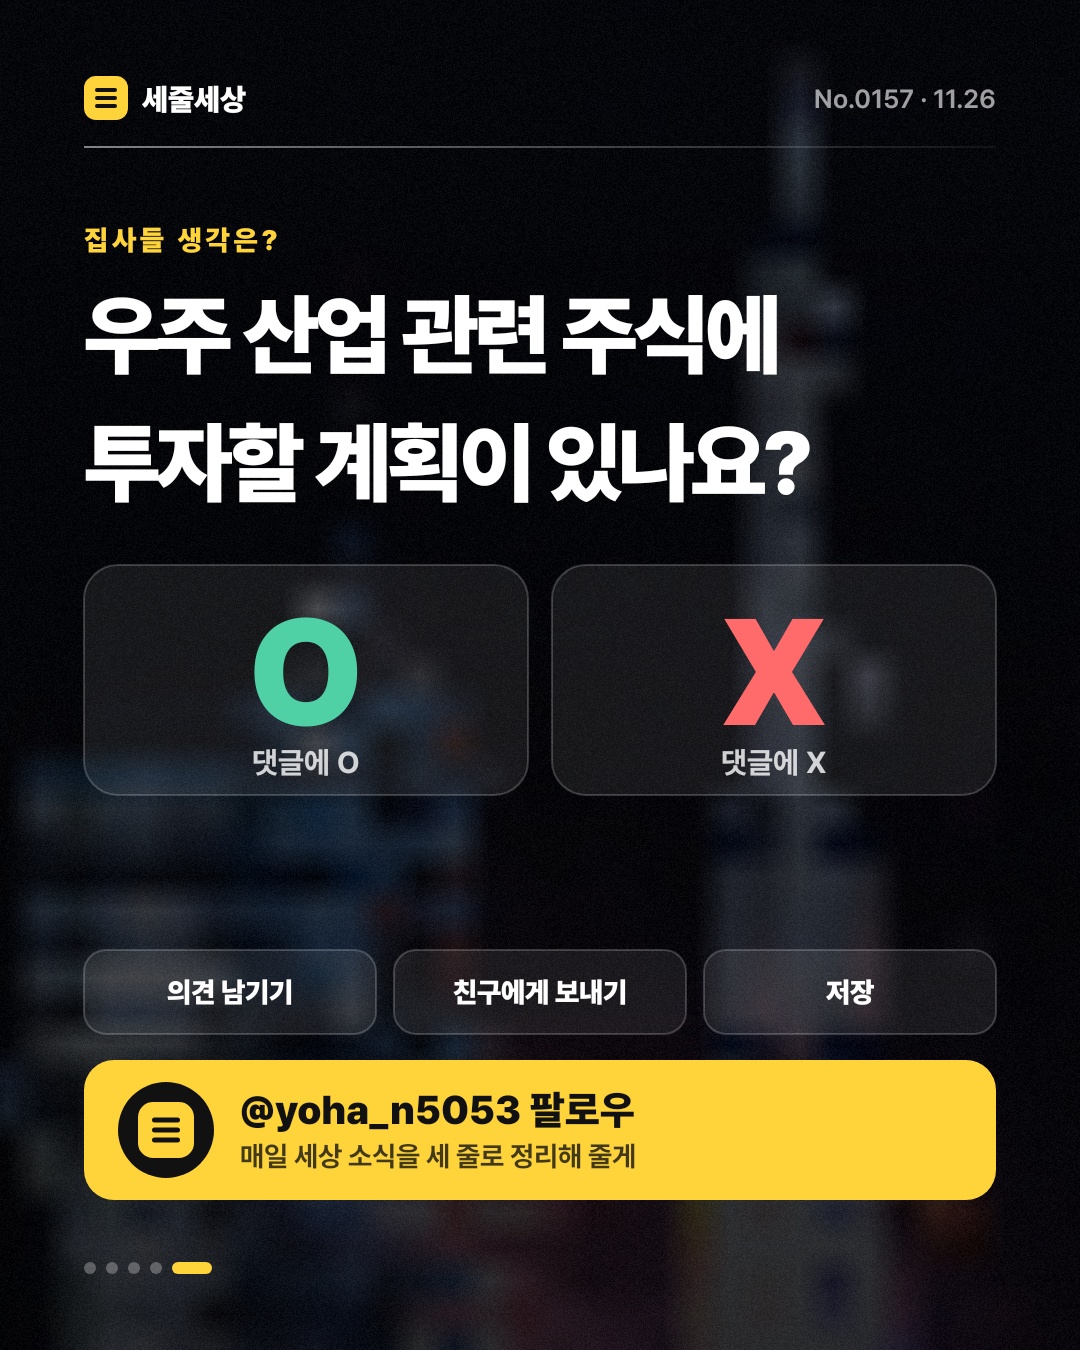 세줄세상
No.0157 · 11.26
집사들 생각은?
우주 산업 관련 주식에
투자할 계획이 있나요?
O
댓글에 O
X
댓글에 X
의견 남기기
친구에게 보내기
저장
@yoha_n5053 팔로우
매일 세상 소식을 세 줄로 정리해 줄게